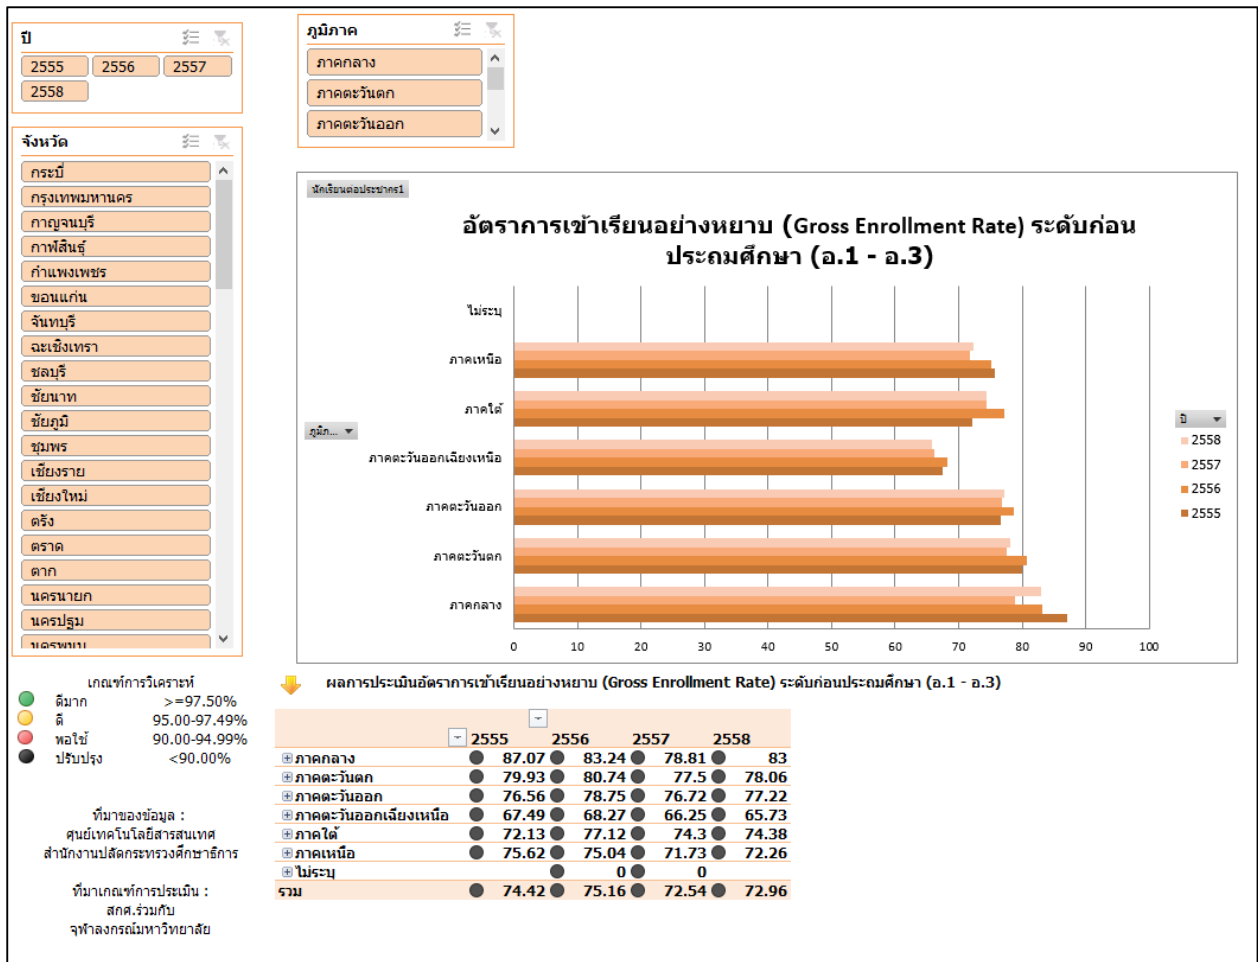 ปี
2555 2556 2557
2558
ภูมิภาค
ภาคกลาง
ภาคตะวันตก
ภาคตะวันออก
จังหวัด
กระบี่
กรุงเทพมหานคร
กาญจนบุรี
กาฬสินธุ์
กำแพงเพชร
ขอนแก่น
จันทบุรี
ฉะเชิงเทรา
ชลบุรี
ชัยนาท
ชัยภูมิ
ชุมพร
เชียงราย
เชียงใหม่
ตรัง
ตราด
ตาก
นครนายก
นครปฐม
นครพนม
นักเรียนต่อประชากร1
อัตราการเข้าเรียนอย่างหยาบ (Gross Enrollment Rate) ระดับก่อน
ประถมศึกษา (อ.1 - อ.3)
ไม่ระบุ
ภาคเหนือ
ภาคใต้
ภาคตะวันออกเฉียงเหนือ
ภาคตะวันออก
ภาคตะวันตก
ภาคกลาง
ภูมิภ...
0 10 20 30 40 50 60 70 80 90 100
ปี
2558
2557
2556
2555
เกณฑ์การวิเคราะห์
ดีมาก >=97.50%
ดี 95.00-97.49%
พอใช้ 90.00-94.99%
ปรับปรุง <90.00%
ที่มาของข้อมูล :
ศูนย์เทคโนโลยีสารสนเทศ
สำนักงานปลัดกระทรวงศึกษาธิการ
ที่มาเกณฑ์การประเมิน :
สกศ.ร่วมกับ
จุฬาลงกรณ์มหาวิทยาลัย
ผลการประเมินอัตราการเข้าเรียนอย่างหยาบ (Gross Enrollment Rate) ระดับก่อนประถมศึกษา (อ.1 - อ.3)
2555 2556 2557 2558
ภาคกลาง 87.07 83.24 78.81 83
ภาคตะวันตก 79.93 80.74 77.5 78.06
ภาคตะวันออก 76.56 78.75 76.72 77.22
ภาคตะวันออกเฉียงเหนือ 67.49 68.27 66.25 65.73
ภาคใต้ 72.13 77.12 74.3 74.38
ภาคเหนือ 75.62 75.04 71.73 72.26
ไม่ระบุ 0 0
รวม 74.42 75.16 72.54 72.96